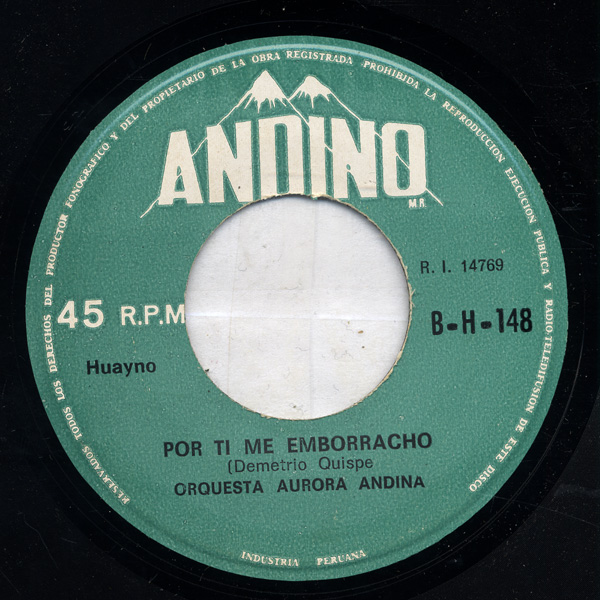 RESERVADOS TODOS LOS DERECHOS DEL PRODUCTOR FONOGRAFICO Y DEL PROPIETARIO DE LA OBRA REGISTRADA - PROHIBIDA LA REPRODUCCION EJECUCION PUBLICA Y RADIO-TELEDIFUSION DE ESTE DISCO
ANDINO
M.R.
R. I. 14769
45 R.P.M
B-H-148
Huayno
POR TI ME EMBORRACHO
(Demetrio Quispe
ORQUESTA AURORA ANDINA
INDUSTRIA PERUANA